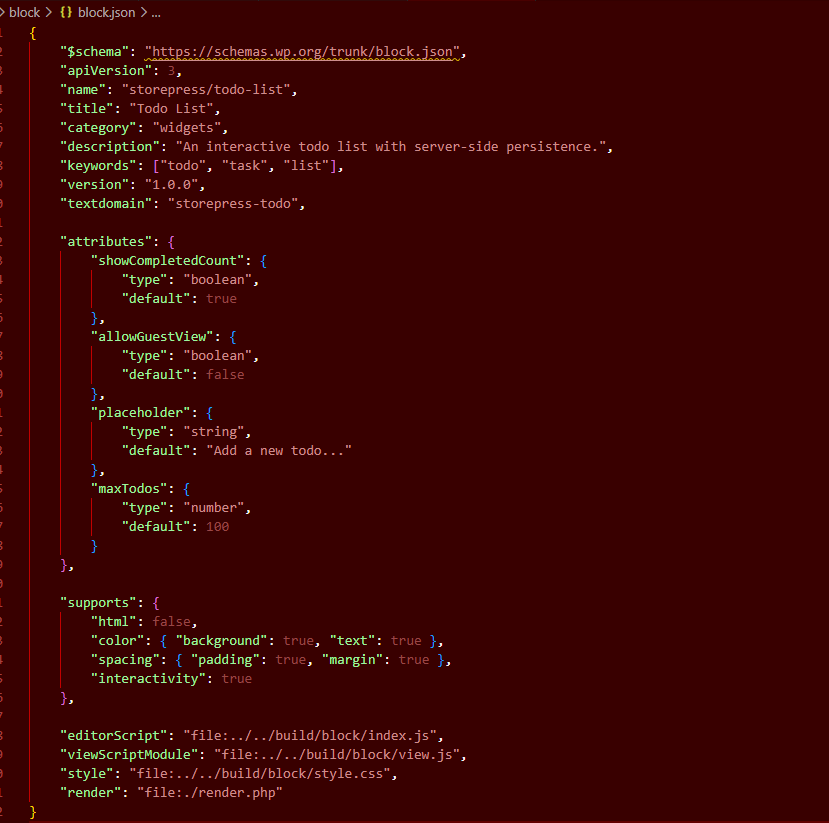 block > {} block.json > ...
{
"$schema": "https://schemas.wp.org/trunk/block.json",
"apiVersion": 3,
"name": "storepress/todo-list",
"title": "Todo List",
"category": "widgets",
"description": "An interactive todo list with server-side persistence.",
"keywords": ["todo", "task", "list"],
"version": "1.0.0",
"textdomain": "storepress-todo",
"attributes": {
"showCompletedCount": {
"type": "boolean",
"default": true
},
"allowGuestView": {
"type": "boolean",
"default": false
},
"placeholder": {
"type": "string",
"default": "Add a new todo..."
},
"maxTodos": {
"type": "number",
"default": 100
}
},
"supports": {
"html": false,
"color": { "background": true, "text": true },
"spacing": { "padding": true, "margin": true },
"interactivity": true
},
"editorScript": "file:../../build/block/index.js",
"viewScriptModule": "file:../../build/block/view.js",
"style": "file:../../build/block/style.css",
"render": "file:./render.php"
}